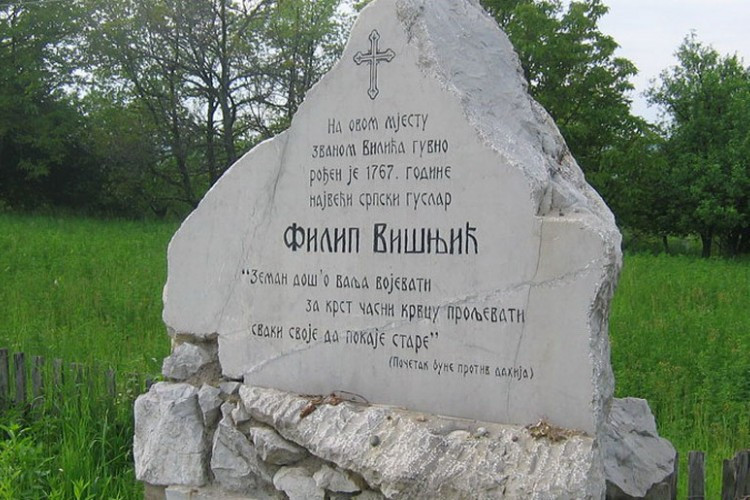 На овом мјесту
званом Вилића гувно
рођен је 1767. године
највећи српски гуслар
Филип Вишњић
"Земан дош'о ваља војевати
за крст часни крвцу прољевати
сваки своје да покаје старе"
(Почетак буне против дахија)